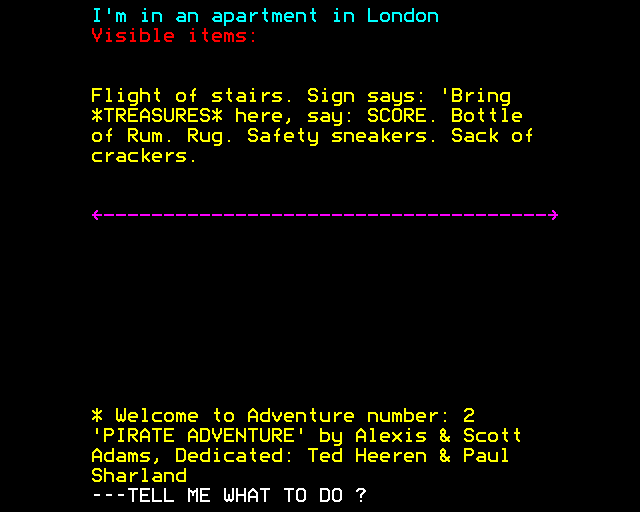 I'm in an apartment in London
Visible items:
Flight of stairs. Sign says: 'Bring
*TREASURES* here, say: SCORE. Bottle
of Rum. Rug. Safety sneakers. Sack of
crackers.
<-------------------------------------->
* Welcome to Adventure number: 2
'PIRATE ADVENTURE' by Alexis & Scott
Adams, Dedicated: Ted Heeren & Paul
Sharland
---TELL ME WHAT TO DO ?